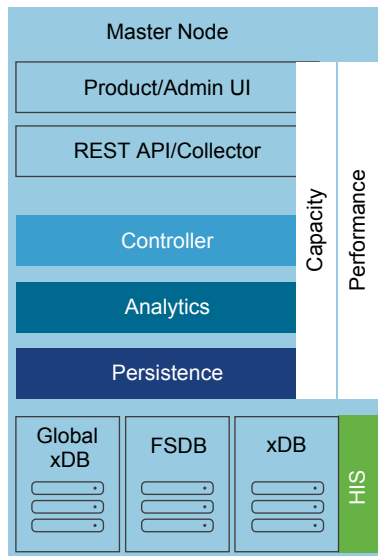 Master Node
Product/Admin UI
REST API/Collector
Controller
Analytics
Persistence
Capacity
Performance
Global
xDB
FSDB
xDB
HIS